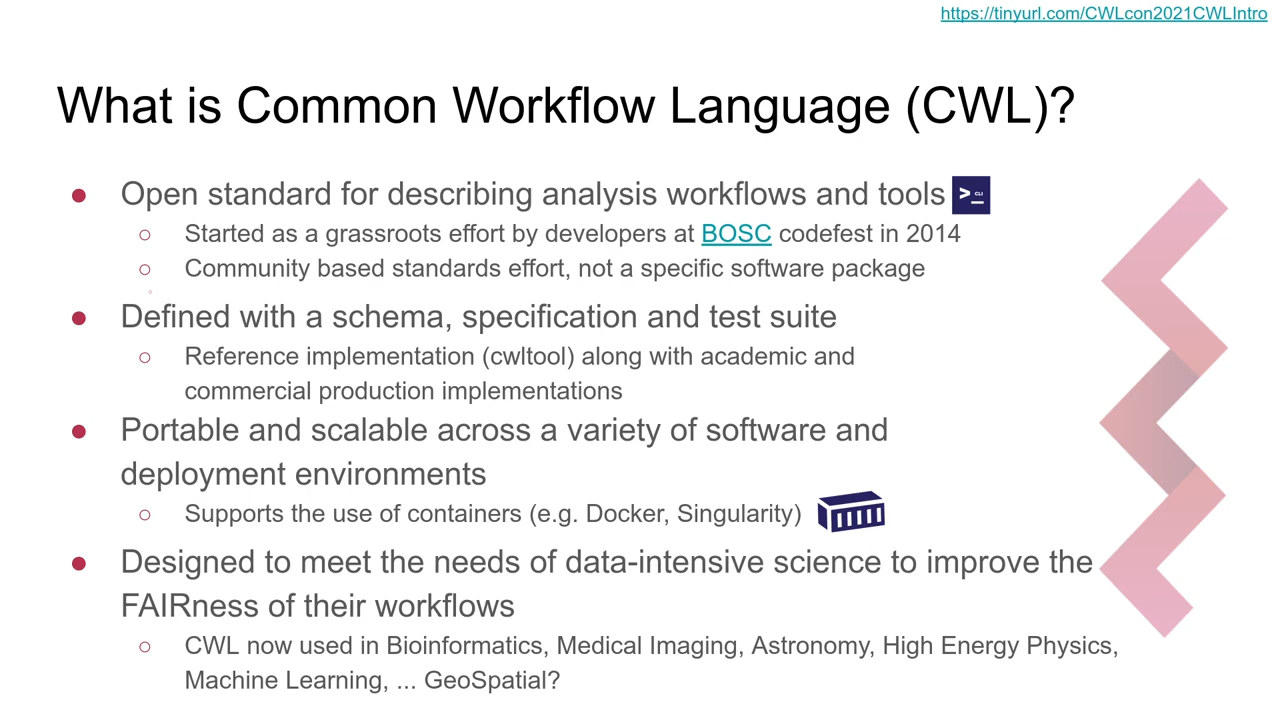 https://tinyurl.com/CWLcon2021CWLIntro
What is Common Workflow Language (CWL)?
● Open standard for describing analysis workflows and tools >_ CLI
○ Started as a grassroots effort by developers at BOSC codefest in 2014
○ Community based standards effort, not a specific software package
● Defined with a schema, specification and test suite
○ Reference implementation (cwltool) along with academic and
commercial production implementations
● Portable and scalable across a variety of software and
deployment environments
○ Supports the use of containers (e.g. Docker, Singularity)
● Designed to meet the needs of data-intensive science to improve the
FAIRness of their workflows
○ CWL now used in Bioinformatics, Medical Imaging, Astronomy, High Energy Physics,
Machine Learning, ... GeoSpatial?